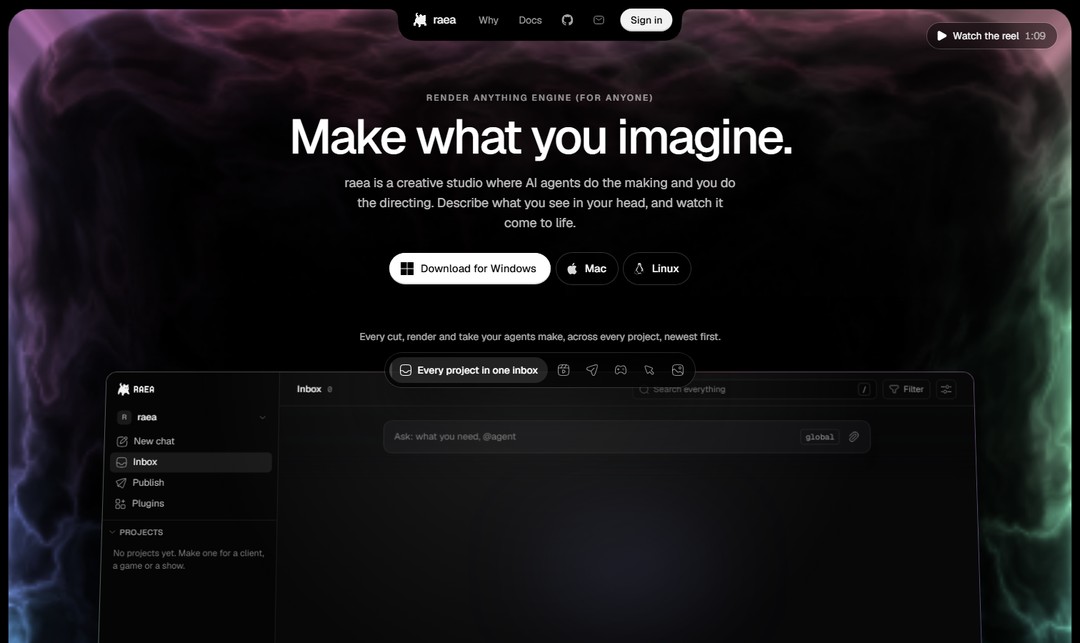 raea
Why
Docs
Sign in
Watch the reel 1:09
RENDER ANYTHING ENGINE (FOR ANYONE)
Make what you imagine.
raea is a creative studio where AI agents do the making and you do
the directing. Describe what you see in your head, and watch it
come to life.
Download for Windows
Mac
Linux
Every cut, render and take your agents make, across every project, newest first.
Every project in one inbox
RAEA
Inbox 0
Search everything
/
Filter
raea
Ask: what you need, @agent
global
New chat
Inbox
Publish
Plugins
PROJECTS
No projects yet. Make one for a client,
a game or a show.